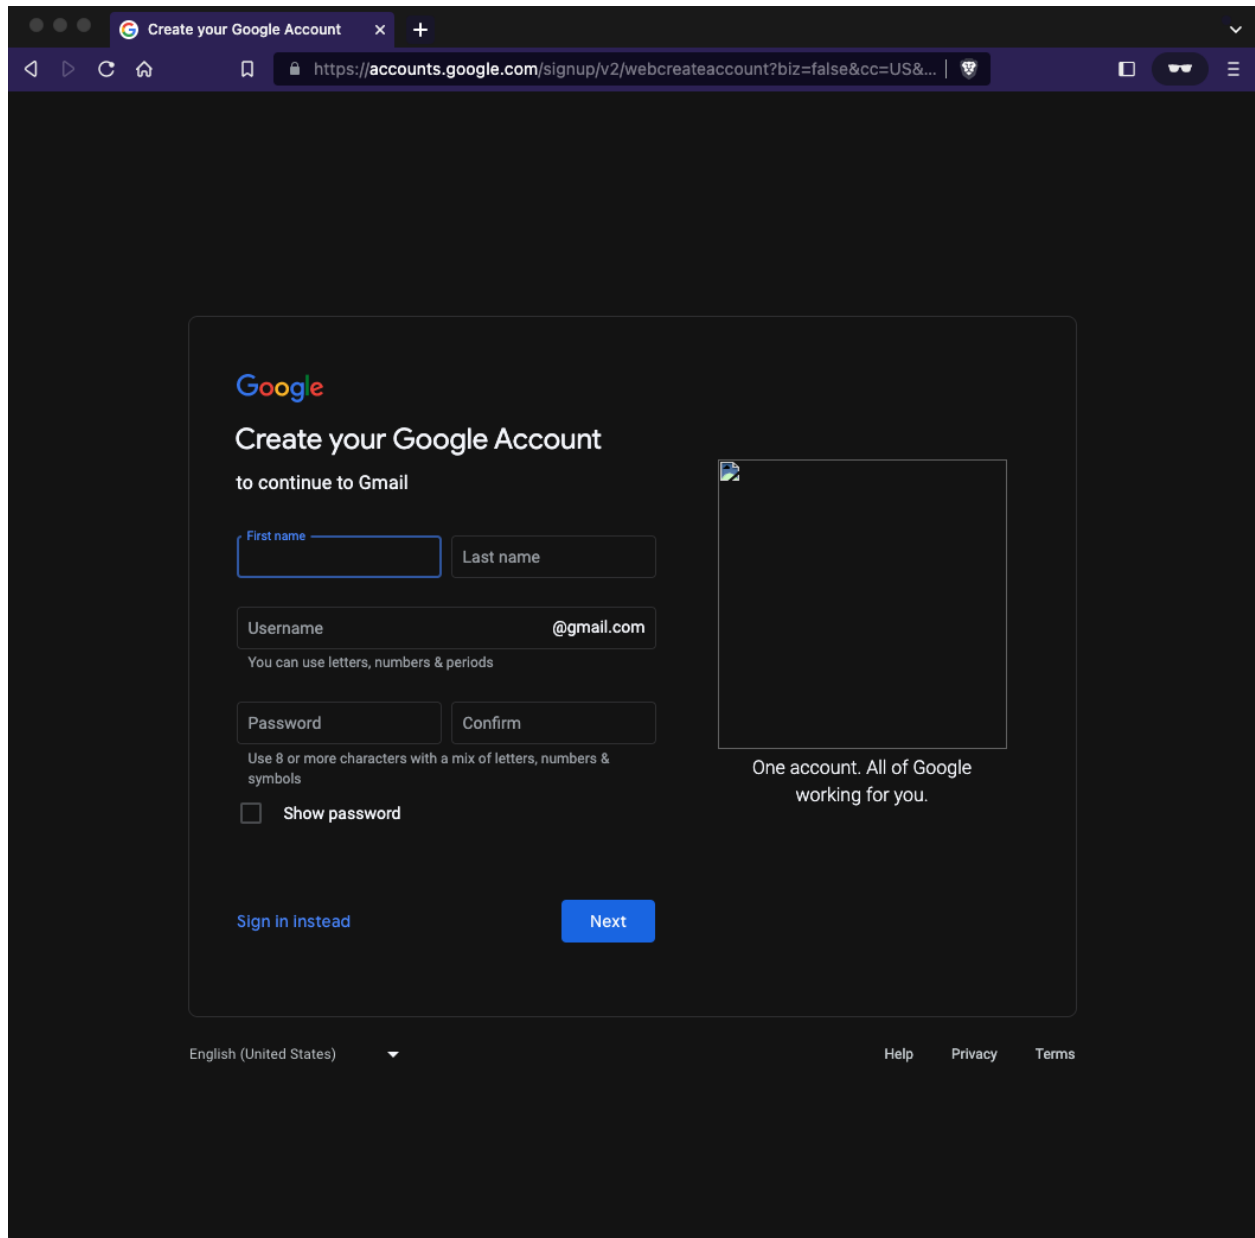 Create your Google Account
https://accounts.google.com/signup/v2/webcreateaccount?biz=false&cc=US&...
Google
Create your Google Account
to continue to Gmail
First name
Last name
Username
@gmail.com
You can use letters, numbers & periods
Password
Confirm
Use 8 or more characters with a mix of letters, numbers &
symbols
Show password
Sign in instead
Next
One account. All of Google
working for you.
English (United States)
Help
Privacy
Terms